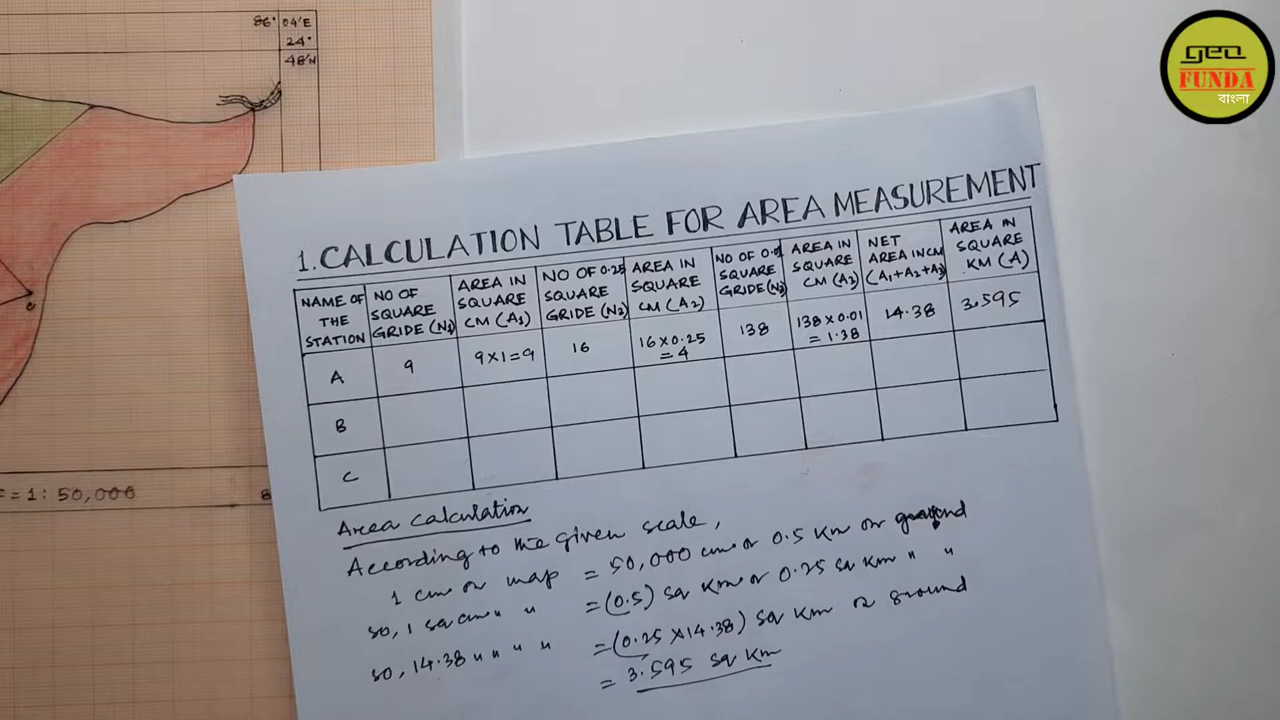 86° 04'E
24°
48'N
geo
FUNDA
বাংলা
1. CALCULATION TABLE FOR AREA MEASUREMENT
NAME OF THE STATION
NO OF SQUARE GRIDE (N1)
AREA IN SQUARE CM (A1)
NO OF 0.25 SQUARE GRIDE (N2)
AREA IN SQUARE CM (A2)
NO OF 0.01 SQUARE GRIDE (N3)
AREA IN SQUARE CM (A3)
NET AREA IN CM (A1+A2+A3)
AREA IN SQUARE KM (A)
A 9 9×1=9 16 16×0.25 =4 138 138×0.01 =1.38 14.38 3.595
B
C
= 1: 50,000
8
Area calculation
According to the given scale,
1 cm on map = 50,000 cm or 0.5 Km on ground
so, 1 sq cm " " = (0.5) sq Km or 0.25 sq Km " "
so, 14.38 " " " " = (0.25 ×14.38) sq Km on ground
= 3.595 sq Km